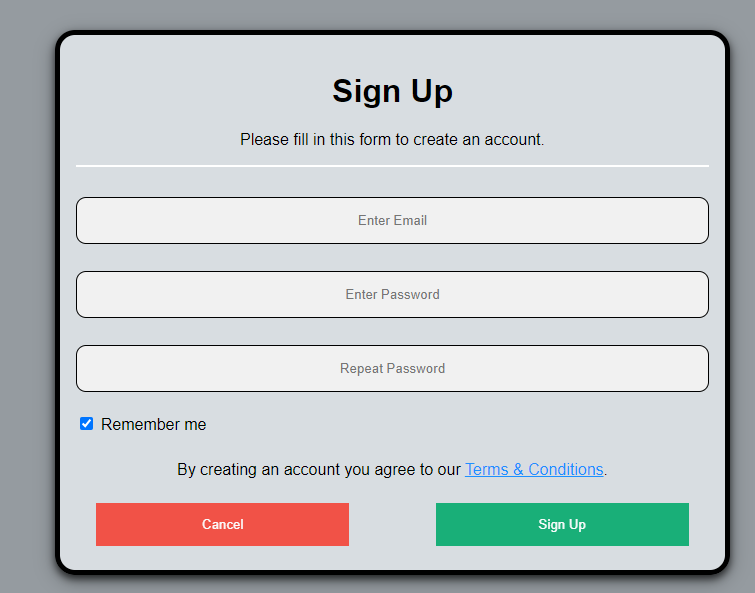 Sign Up
Please fill in this form to create an account.
Enter Email
Enter Password
Repeat Password
Remember me
By creating an account you agree to our Terms & Conditions.
Cancel
Sign Up